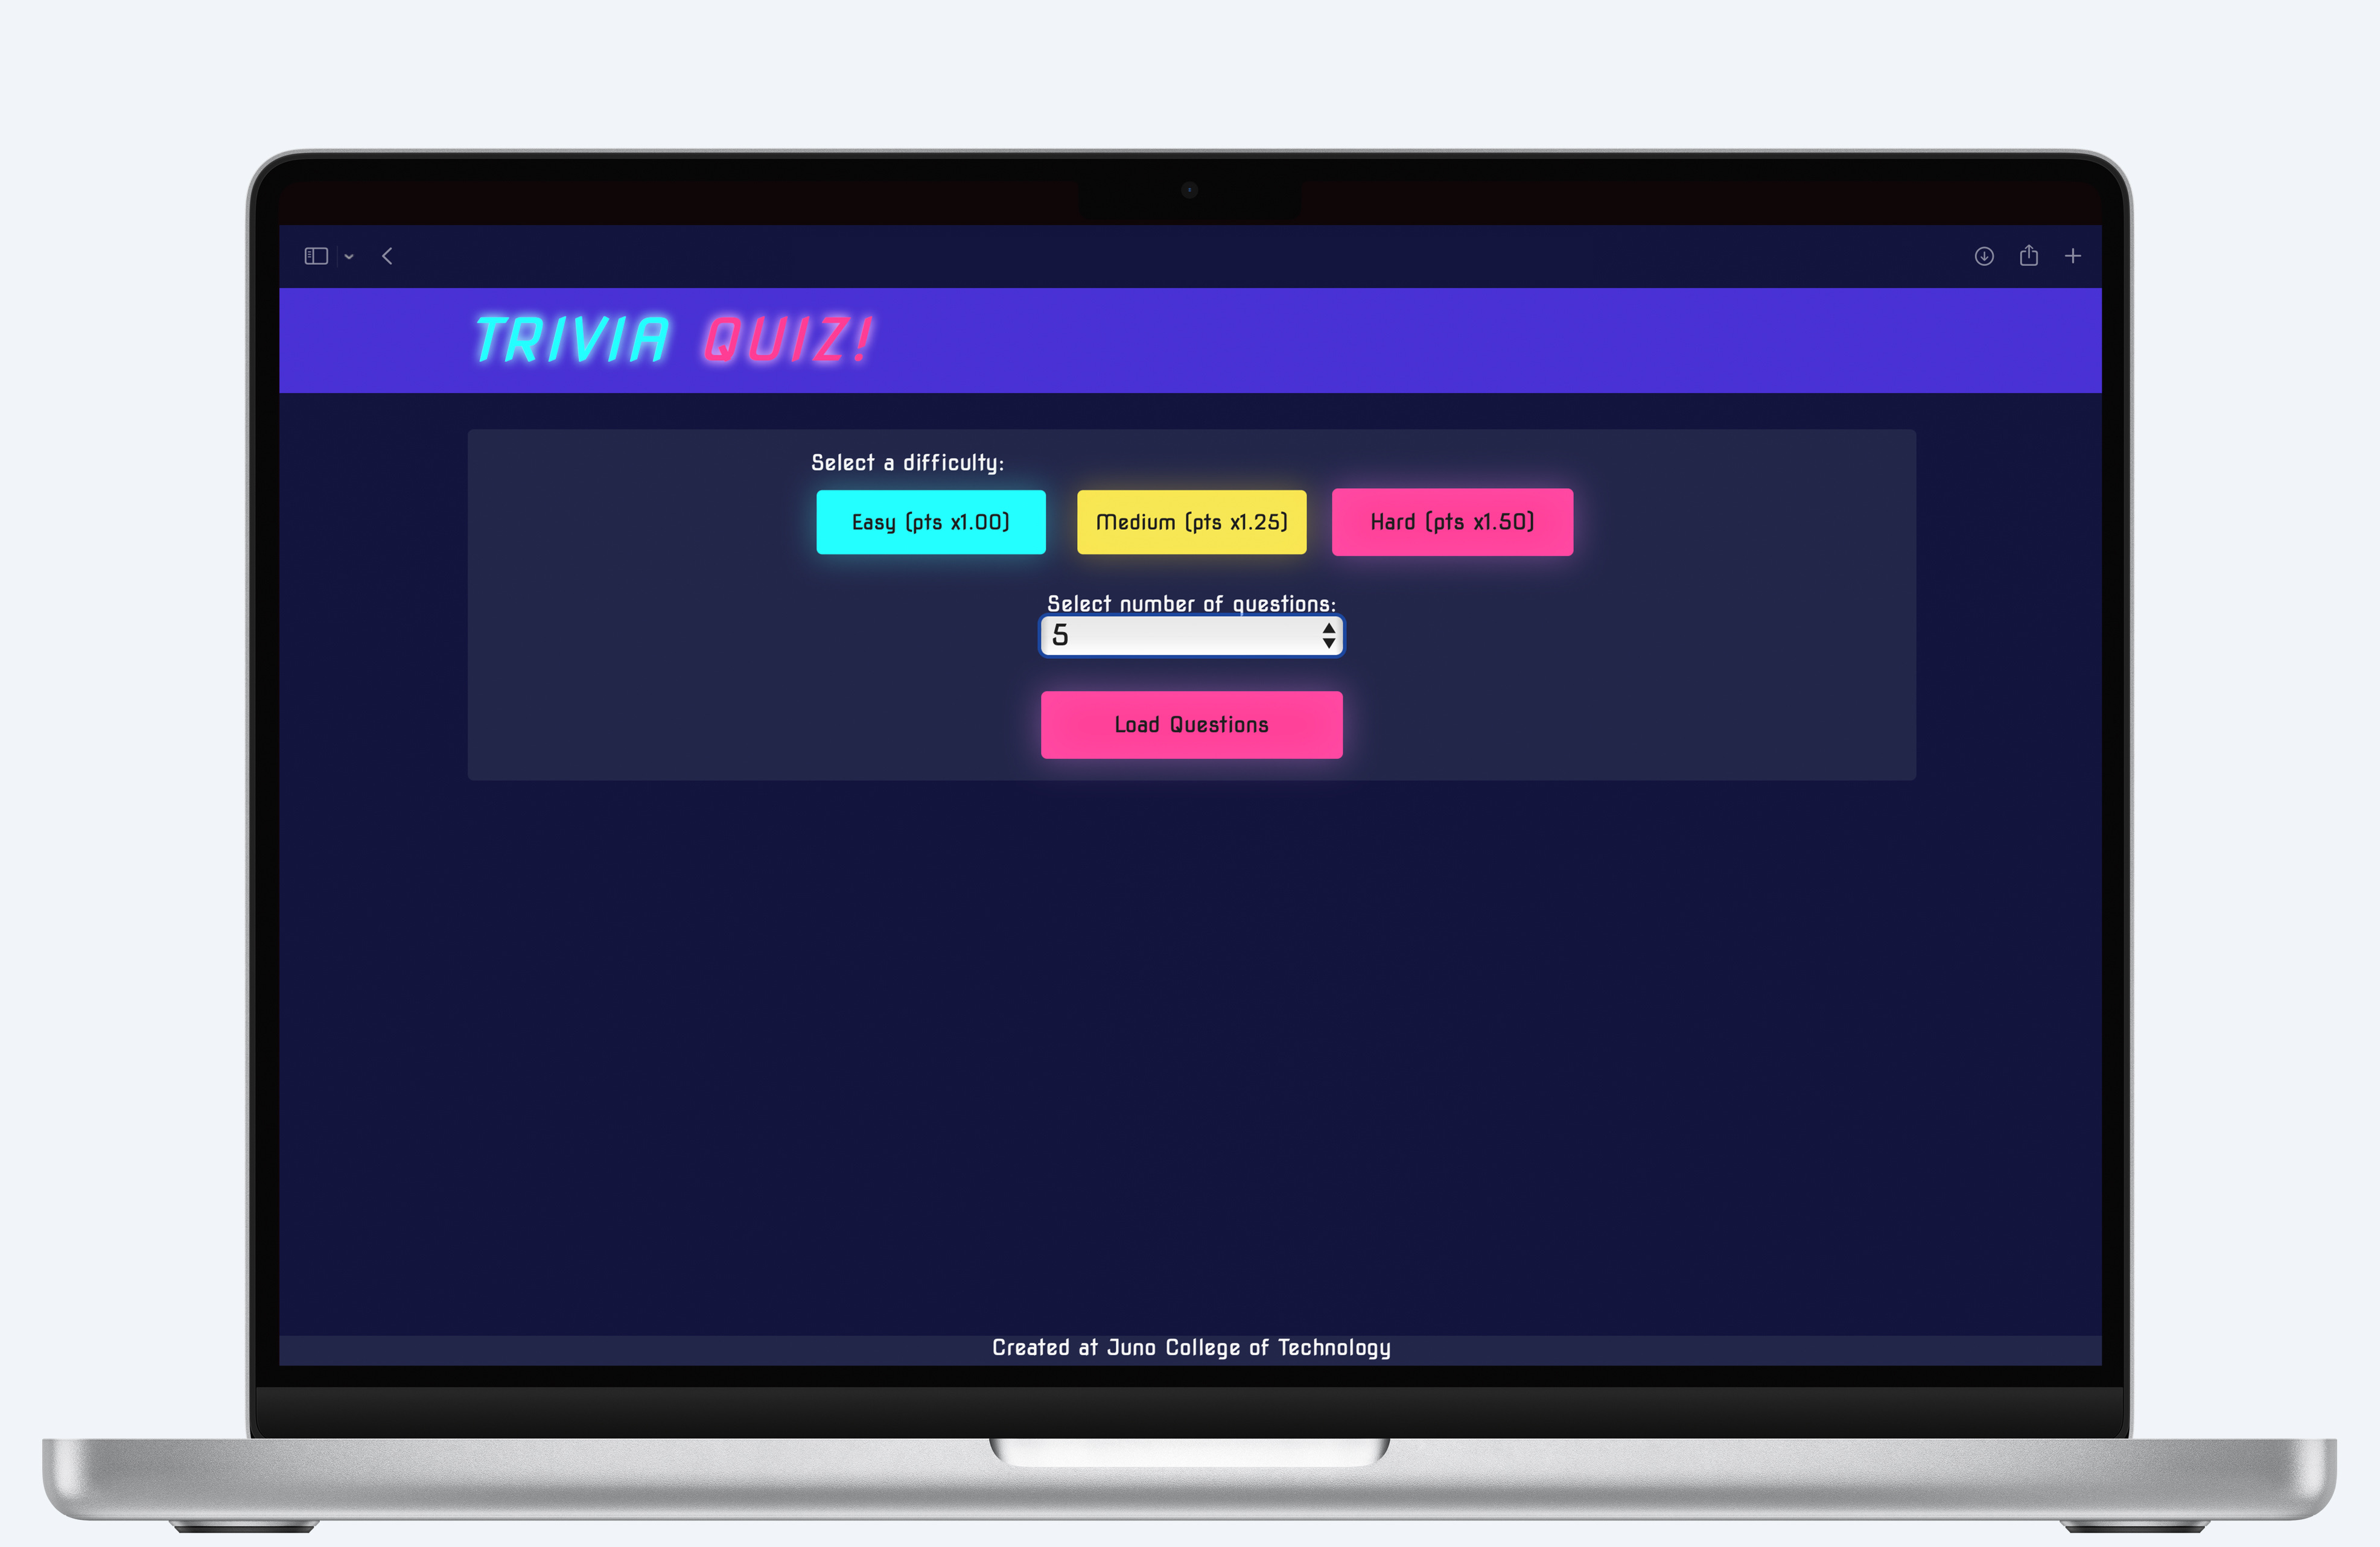 TRIVIA QUIZ!
Select a difficulty:
Easy (pts x1.00) Medium (pts x1.25) Hard (pts x1.50)
Select number of questions:
5
Load Questions
Created at Juno College of Technology